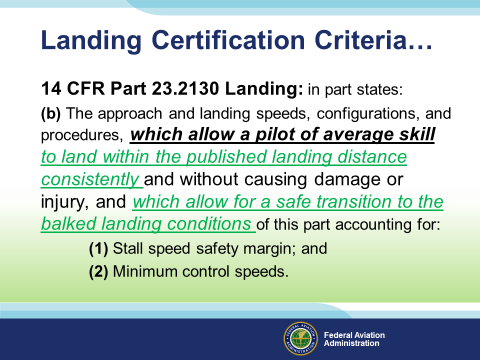 Landing Certification Criteria…
14 CFR Part 23.2130 Landing: in part states:
(b) The approach and landing speeds, configurations, and
procedures, which allow a pilot of average skill
to land within the published landing distance
consistently and without causing damage or
injury, and which allow for a safe transition to the
balked landing conditions of this part accounting for:
(1) Stall speed safety margin; and
(2) Minimum control speeds.
Federal Aviation
Administration